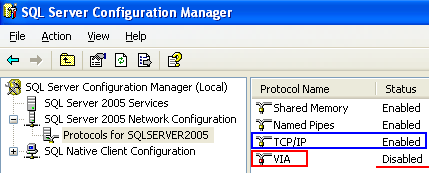 SQL Server Configuration Manager
File Action View Help
SQL Server Configuration Manager (Local)
SQL Server 2005 Services
SQL Server 2005 Network Configuration
Protocols for SQLSERVER2005
SQL Native Client Configuration
Protocol Name Status
Shared Memory Enabled
Named Pipes Enabled
TCP/IP Enabled
VIA Disabled